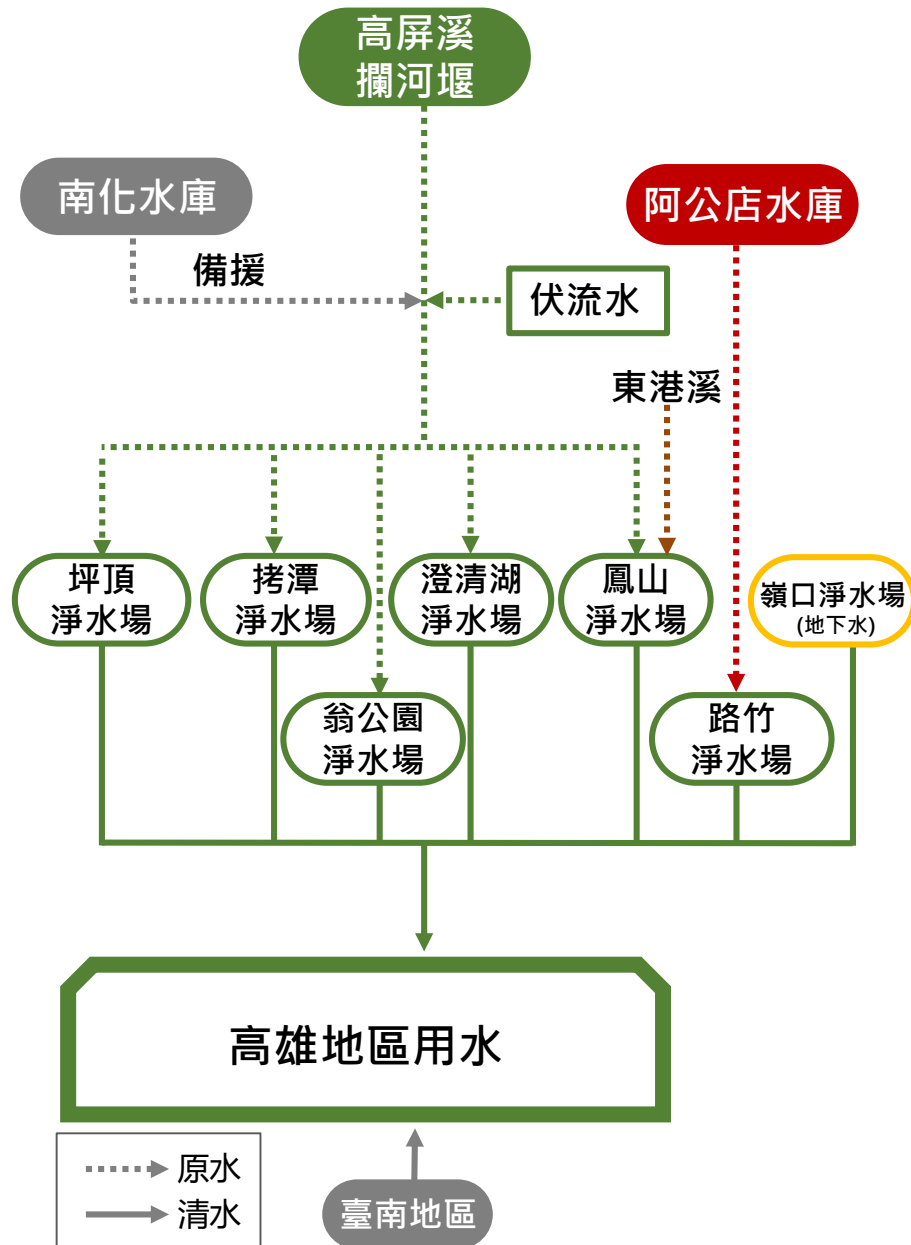 高屏溪
攔河堰
南化水庫
阿公店水庫
備援
伏流水
東港溪
坪頂
淨水場
拷潭
淨水場
澄清湖
淨水場
鳳山
淨水場
嶺口淨水場
(地下水)
翁公園
淨水場
路竹
淨水場
高雄地區用水
原水
清水
臺南地區